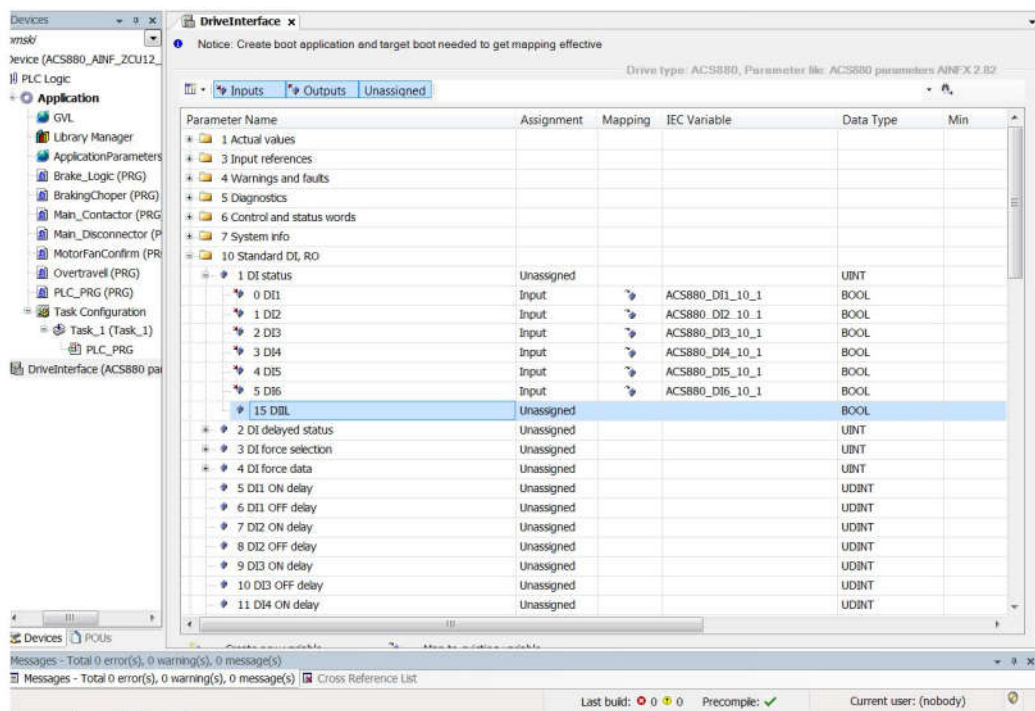 Devices
DriveInterface x
omski
Notice: Create boot application and target boot needed to get mapping effective
Device (ACS880_AINF_ZCU12_
PLC Logic
Application
GVL
Library Manager
ApplicationParameters
Brake_Logic (PRG)
BrakingChoper (PRG)
Main_Contactor (PRG
Main_Disconnector (P
MotorFanConfirm (PR
Overtravell (PRG)
PLC_PRG (PRG)
Task Configuration
Task_1 (Task_1)
PLC_PRG
DriveInterface (ACS880 par
Devices POUs
Drive type: ACS880, Parameter file: ACS880 parameters AINFX 2.82
Inputs Outputs Unassigned
Parameter Name Assignment Mapping IEC Variable Data Type Min
1 Actual values
3 Input references
4 Warnings and faults
5 Diagnostics
6 Control and status words
7 System info
10 Standard DI, RO
1 DI status Unassigned UINT
0 DI1 Input ACS880_DI1_10_1 BOOL
1 DI2 Input ACS880_DI2_10_1 BOOL
2 DI3 Input ACS880_DI3_10_1 BOOL
3 DI4 Input ACS880_DI4_10_1 BOOL
4 DI5 Input ACS880_DI5_10_1 BOOL
5 DI6 Input ACS880_DI6_10_1 BOOL
15 DIIL Unassigned BOOL
2 DI delayed status Unassigned UINT
3 DI force selection Unassigned UINT
4 DI force data Unassigned UINT
5 DI1 ON delay Unassigned UDINT
6 DI1 OFF delay Unassigned UDINT
7 DI2 ON delay Unassigned UDINT
8 DI2 OFF delay Unassigned UDINT
9 DI3 ON delay Unassigned UDINT
10 DI3 OFF delay Unassigned UDINT
11 DI4 ON delay Unassigned UDINT
Create new variable Map to existing variable
Messages - Total 0 error(s), 0 warning(s), 0 message(s)
Messages - Total 0 error(s), 0 warning(s), 0 message(s) Cross Reference List
Last build: 0 0 Precompile: Current user: (nobody)